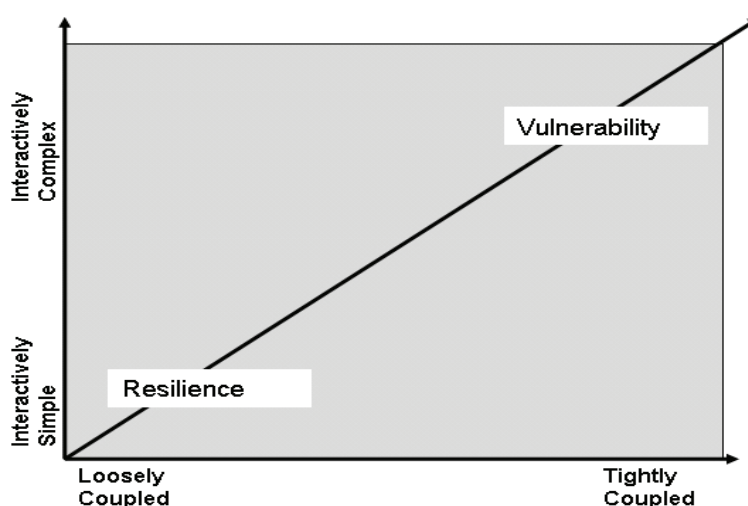 Interactively
Complex
Vulnerability
Interactively
Simple
Resilience
Loosely
Coupled
Tightly
Coupled